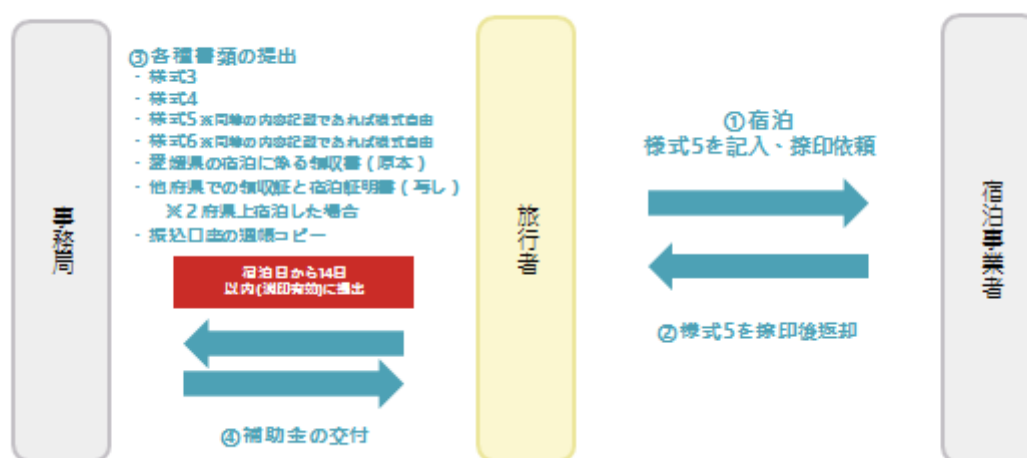 事務局
③各種書類の提出
・様式3
・様式4
・様式5※同等の内容記載であれば様式自由
・様式6※同等の内容記載であれば様式自由
・愛媛県の宿泊に係る領収書(原本)
・他府県での領収証と宿泊証明書(写し)
※2府県上宿泊した場合
・振込口座の通帳コピー
宿泊日から14日
以内(消印有効)に提出
④補助金の交付
旅行者
①宿泊
様式5を記入、捺印依頼
②様式5を捺印後返却
宿泊事業者